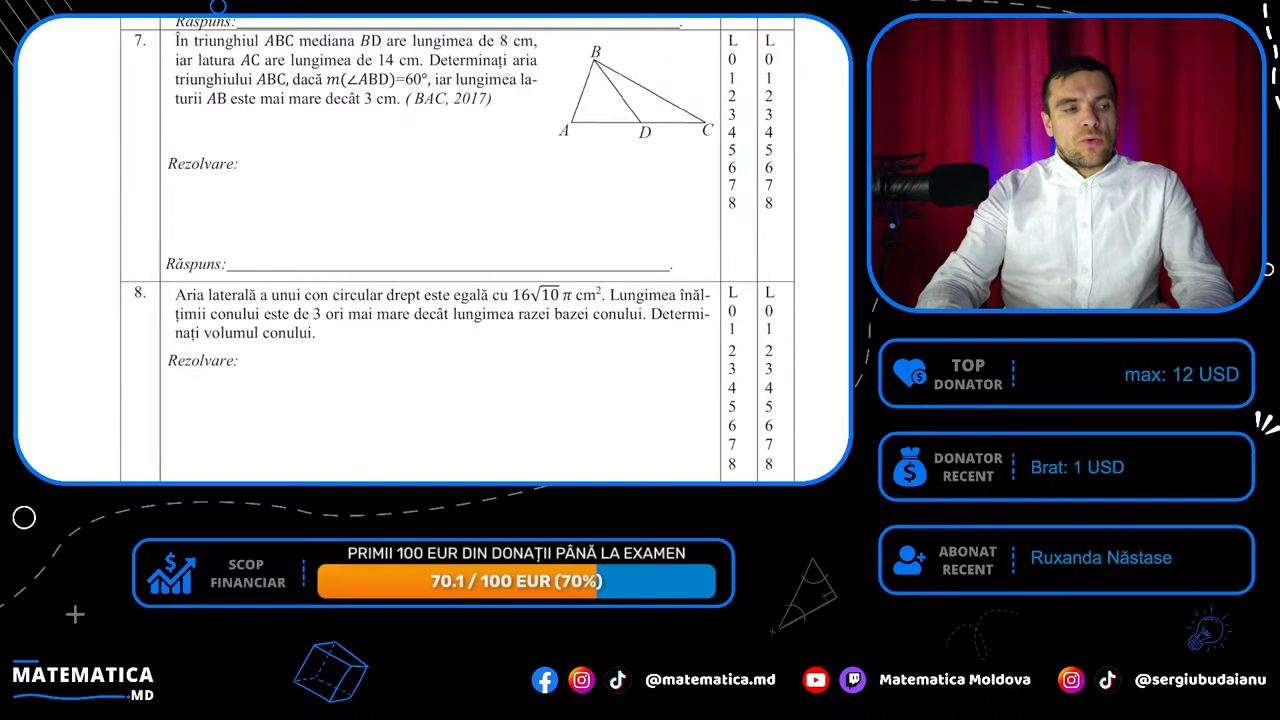 Răspuns: .
7.
În triunghiul ABC mediana BD are lungimea de 8 cm,
iar latura AC are lungimea de 14 cm. Determinați aria
triunghiului ABC, dacă m(∠ABD)=60°, iar lungimea la-
turii AB este mai mare decât 3 cm. ( BAC, 2017)
B
A
D
C
Rezolvare:
Răspuns: .
L L
0 0
1 1
2 2
3 3
4 4
5 5
6 6
7 7
8 8
8.
Aria laterală a unui con circular drept este egală cu 16√10 π cm². Lungimea înăl-
țimii conului este de 3 ori mai mare decât lungimea razei bazei conului. Determi-
nați volumul conului.
Rezolvare:
L L
0 0
1 1
2 2
3 3
4 4
5 5
6 6
7 7
8 8
TOP
DONATOR
max: 12 USD
DONATOR
RECENT
Brat: 1 USD
ABONAT
RECENT
Ruxanda Năstase
SCOP
FINANCIAR
PRIMII 100 EUR DIN DONAȚII PÂNĂ LA EXAMEN
70.1 / 100 EUR (70%)
MATEMATICA
.MD
@matematica.md
Matematica Moldova
@sergiubudaianu